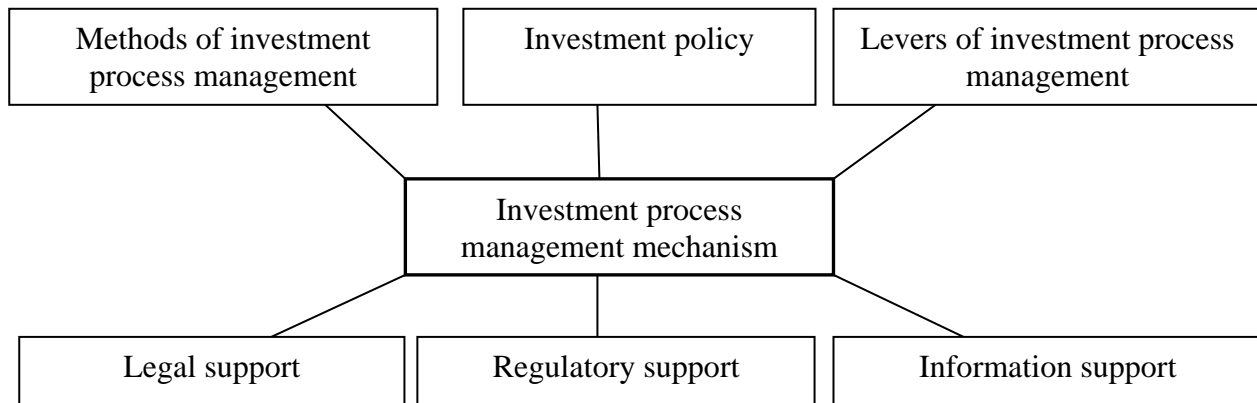 Methods of investment
process management
Investment policy
Levers of investment process
management
Investment process
management mechanism
Legal support
Regulatory support
Information support